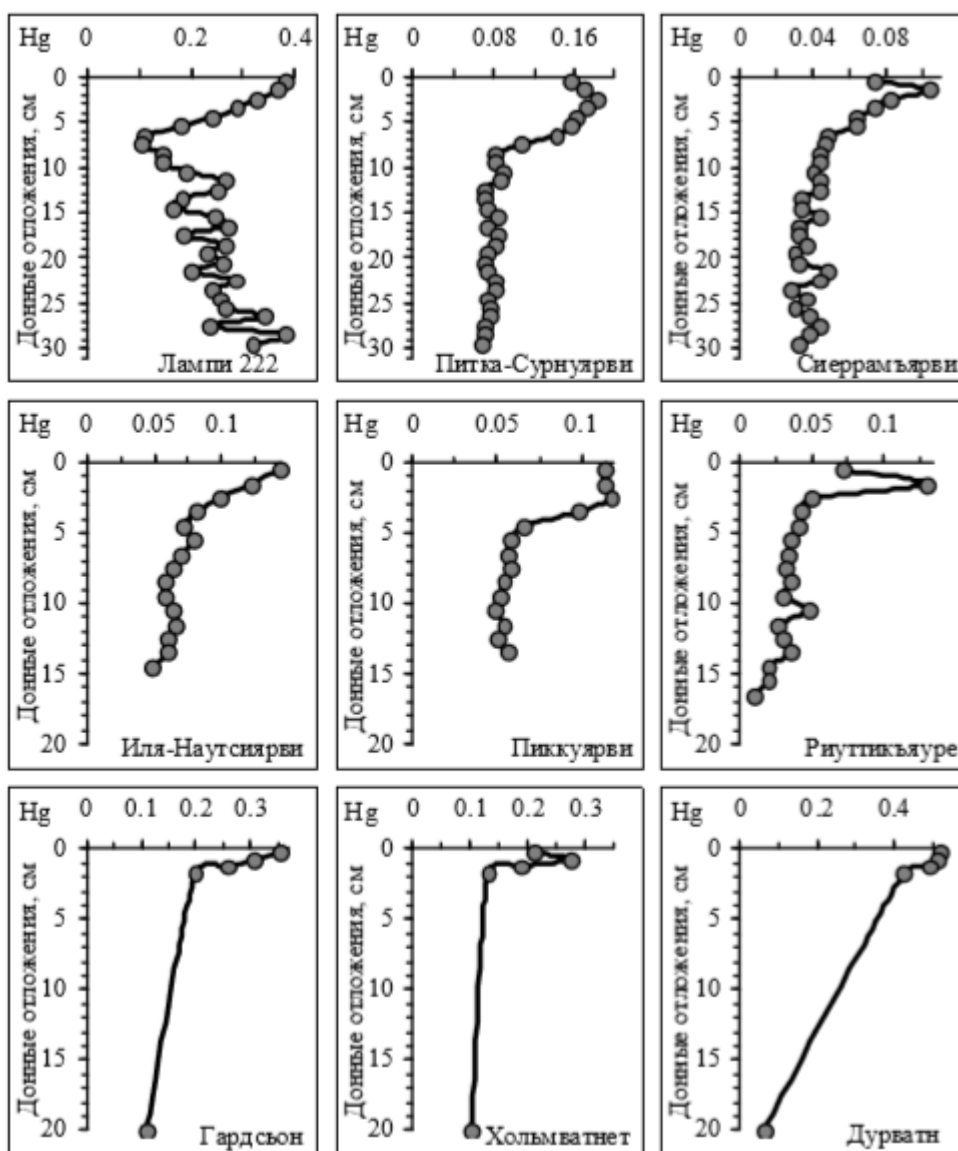 Hg 0 0.2 0.4
Донные отложения, см
0
5
10
15
20
25
30
Лампи 222
Hg 0 0.08 0.16
Донные отложения, см
0
5
10
15
20
25
30
Питка-Сурнуярви
Hg 0 0.04 0.08
Донные отложения, см
0
5
10
15
20
25
30
Сиеррамъярви
Hg 0 0.05 0.1
Донные отложения, см
0
5
10
15
20
Иля-Наутсиярви
Hg 0 0.05 0.1
Донные отложения, см
0
5
10
15
20
Пиккуярви
Hg 0 0.05 0.1
Донные отложения, см
0
5
10
15
20
Риуттикъяуре
Hg 0 0.1 0.2 0.3
Донные отложения, см
0
5
10
15
20
Гардсьон
Hg 0 0.1 0.2 0.3
Донные отложения, см
0
5
10
15
20
Хольмватнет
Hg 0 0.2 0.4
Донные отложения, см
0
5
10
15
20
Дурватн